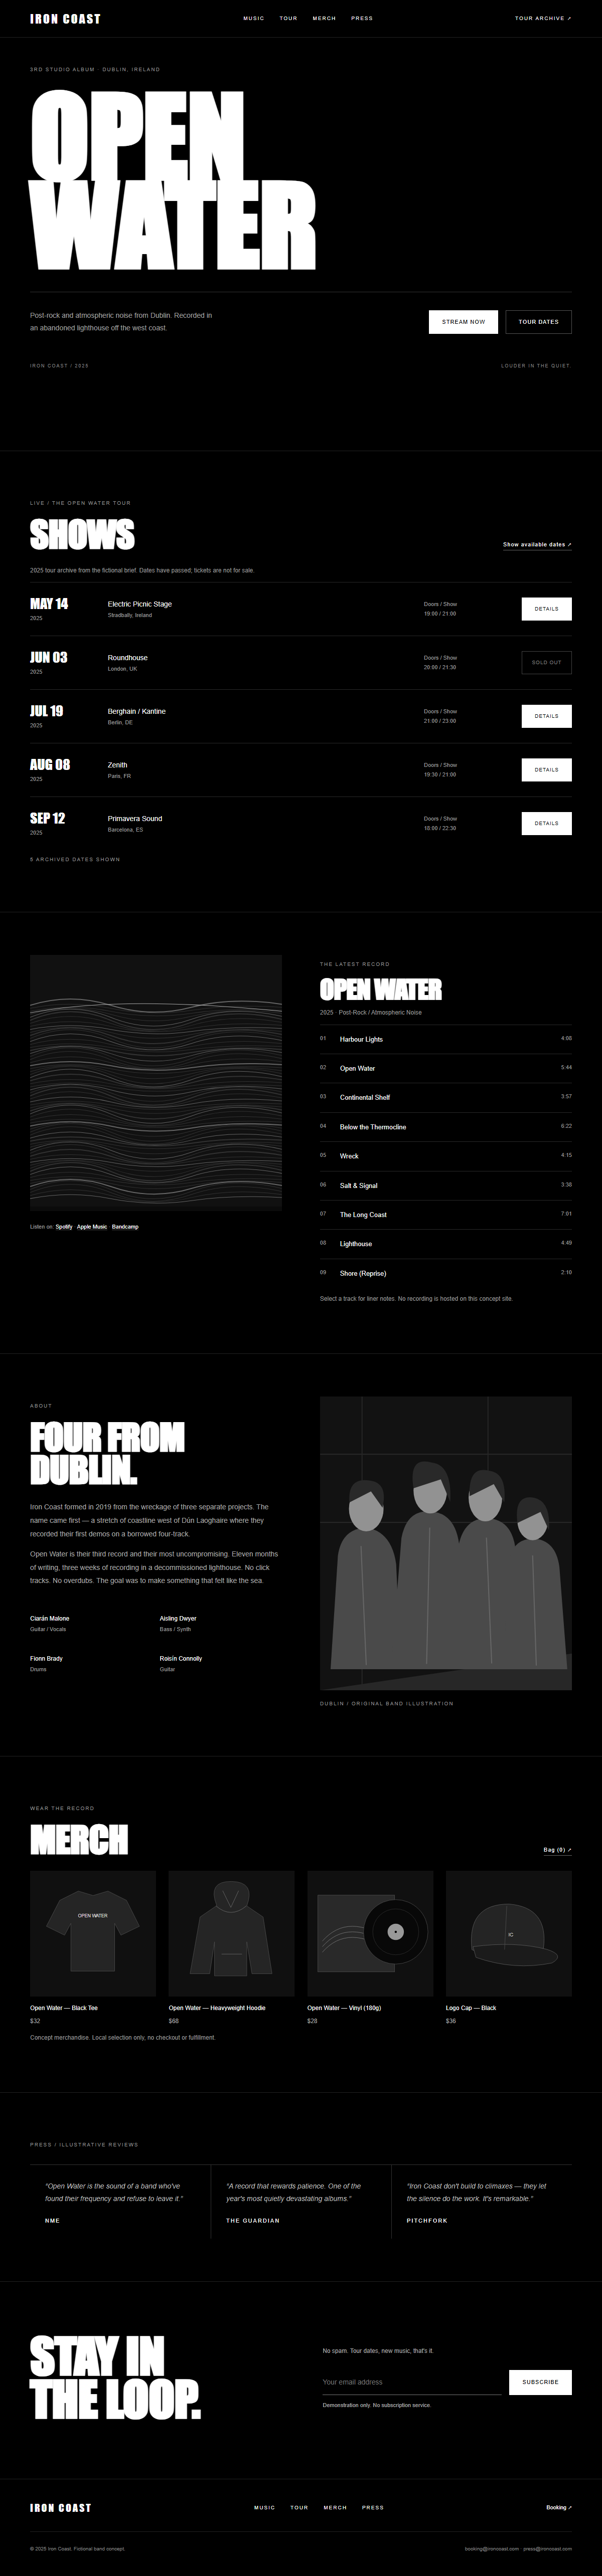 IRON COAST
MUSIC TOUR MERCH PRESS
TOUR ARCHIVE ↗
3RD STUDIO ALBUM · DUBLIN, IRELAND
OPEN
WATER
Post-rock and atmospheric noise from Dublin. Recorded in
an abandoned lighthouse off the west coast.
STREAM NOW
TOUR DATES
IRON COAST / 2025
LOUDER IN THE QUIET.
LIVE / THE OPEN WATER TOUR
SHOWS
Show available dates ↗
2025 tour archive from the fictional brief. Dates have passed; tickets are not for sale.
MAY 14
2025
Electric Picnic Stage
Stradbally, Ireland
Doors / Show
19:00 / 21:00
DETAILS
JUN 03
2025
Roundhouse
London, UK
Doors / Show
20:00 / 21:30
SOLD OUT
JUL 19
2025
Berghain / Kantine
Berlin, DE
Doors / Show
21:00 / 23:00
DETAILS
AUG 08
2025
Zenith
Paris, FR
Doors / Show
19:30 / 21:00
DETAILS
SEP 12
2025
Primavera Sound
Barcelona, ES
Doors / Show
18:00 / 22:30
DETAILS
5 ARCHIVED DATES SHOWN
THE LATEST RECORD
OPEN WATER
2025 · Post-Rock / Atmospheric Noise
01 Harbour Lights 4:08
02 Open Water 5:44
03 Continental Shelf 3:57
04 Below the Thermocline 6:22
05 Wreck 4:15
06 Salt & Signal 3:38
07 The Long Coast 7:01
08 Lighthouse 4:49
09 Shore (Reprise) 2:18
Listen on: Spotify · Apple Music · Bandcamp
Select a track for liner notes. No recording is hosted on this concept site.
ABOUT
FOUR FROM
DUBLIN.
Iron Coast formed in 2019 from the wreckage of three separate projects. The
name came first — a stretch of coastline west of Dún Laoghaire where they
recorded their first demos on a borrowed four-track.
Open Water is their third record and their most uncompromising. Eleven months
of writing, three weeks of recording in a decommissioned lighthouse. No click
tracks. No overdubs. The goal was to make something that felt like the sea.
Ciarán Malone
Guitar / Vocals
Aisling Dwyer
Bass / Synth
Fionn Brady
Drums
Roisín Connolly
Guitar
DUBLIN / ORIGINAL BAND ILLUSTRATION
WEAR THE RECORD
MERCH
Bag (0) ↗
OPEN WATER
IC
Open Water — Black Tee
$32
Open Water — Heavyweight Hoodie
$68
Open Water — Vinyl (180g)
$28
Logo Cap — Black
$36
Concept merchandise. Local selection only, no checkout or fulfillment.
PRESS / ILLUSTRATIVE REVIEWS
"Open Water is the sound of a band who've
found their frequency and refuse to leave it."
NME
"A record that rewards patience. One of the
year's most quietly devastating albums."
THE GUARDIAN
"Iron Coast don't build to climaxes — they let
the silence do the work. It's remarkable."
PITCHFORK
STAY IN
THE LOOP.
No spam. Tour dates, new music, that's it.
Your email address
SUBSCRIBE
Demonstration only. No subscription service.
IRON COAST
MUSIC TOUR MERCH PRESS
Booking ↗
© 2025 Iron Coast. Fictional band concept.
booking@ironcoast.com · press@ironcoast.com